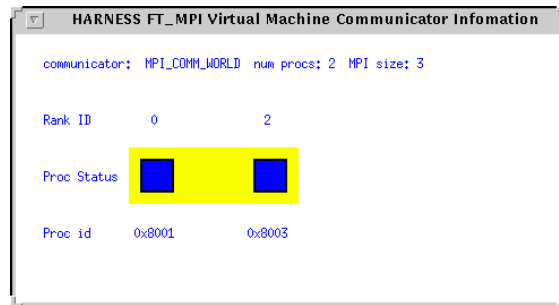 HARNESS FT_MPI Virtual Machine Communicator Infomation
communicator: MPI_COMM_WORLD num procs: 2 MPI size: 3
Rank ID 0 2
Proc Status
Proc id 0x8001 0x8003